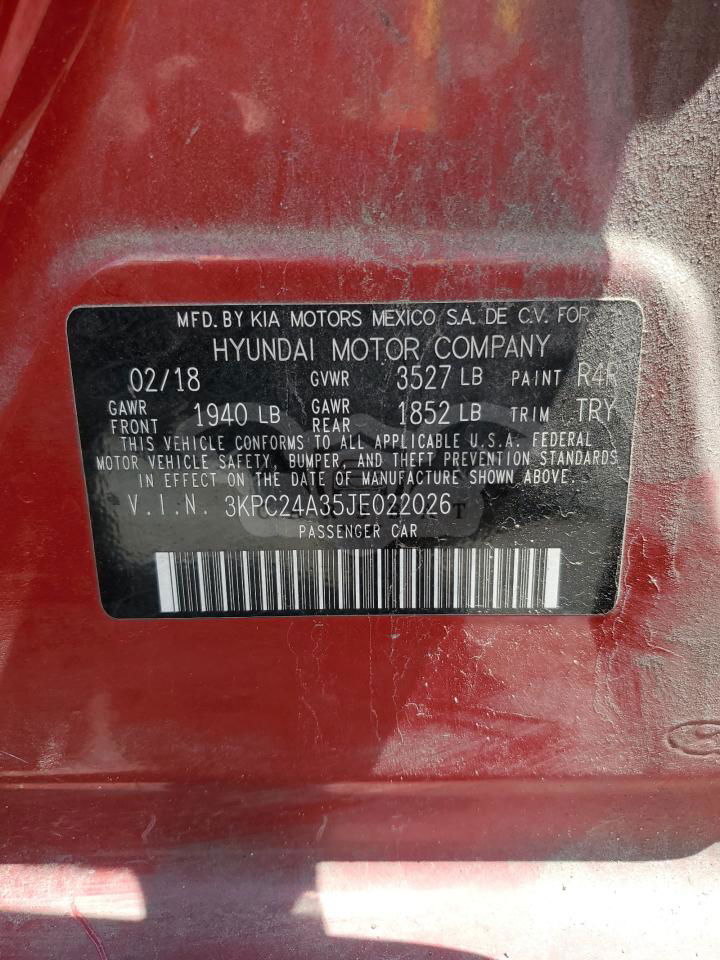 MFD. BY KIA MOTORS MEXICO S.A. DE C.V. FOR
HYUNDAI MOTOR COMPANY
02/18 GVWR 3527 LB PAINT R4R
GAWR FRONT 1940 LB GAWR REAR 1852 LB TRIM TRY
THIS VEHICLE CONFORMS TO ALL APPLICABLE U.S.A. FEDERAL
MOTOR VEHICLE SAFETY, BUMPER, AND THEFT PREVENTION STANDARDS
IN EFFECT ON THE DATE OF MANUFACTURE SHOWN ABOVE.
V.I.N. 3KPC24A35JE022026
PASSENGER CAR